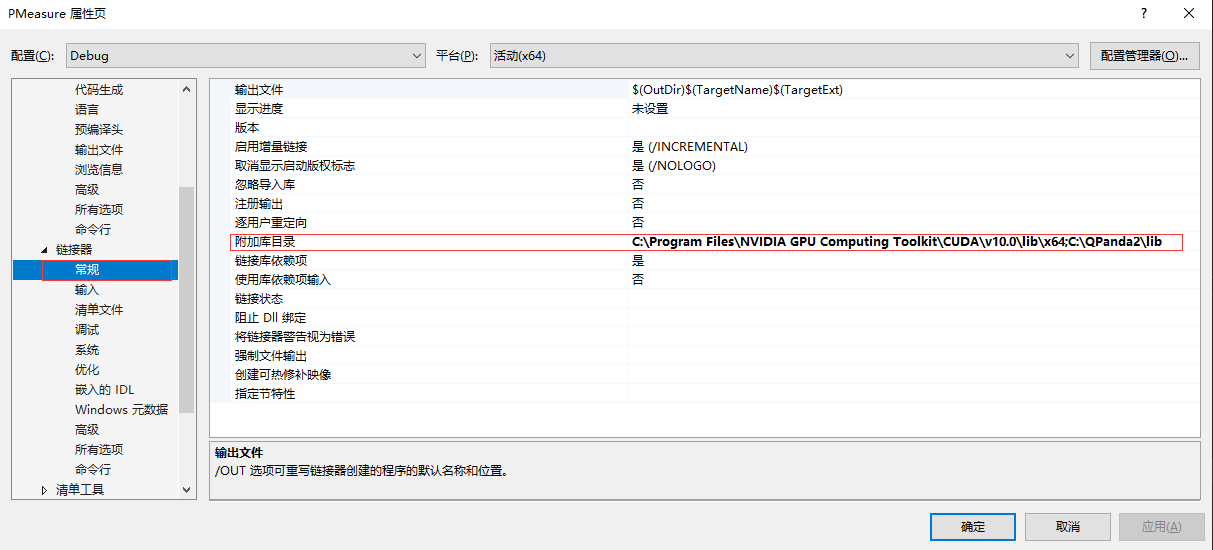 PMeasure 属性页
配置(C): Debug 平台(P): 活动(x64) 配置管理器(O)...
代码生成
语言
预编译头
输出文件
浏览信息
高级
所有选项
命令行
链接器
常规
输入
清单文件
调试
系统
优化
嵌入的 IDL
Windows 元数据
高级
所有选项
命令行
清单工具
输出文件 $(OutDir)$(TargetName)$(TargetExt)
显示进度 未设置
版本
启用增量链接 是 (/INCREMENTAL)
取消显示启动版权标志 是 (/NOLOGO)
忽略导入库 否
注册输出 否
逐用户重定向 否
附加库目录 C:\Program Files\NVIDIA GPU Computing Toolkit\CUDA\v10.0\lib\x64;C:\QPanda2\lib
链接库依赖项 是
使用库依赖项输入 否
链接状态
阻止 Dll 绑定
将链接器警告视为错误
强制文件输出
创建可热修补映像
指定节特性
输出文件
/OUT 选项可重写链接器创建的程序的默认名称和位置。
确定 取消 应用(A)